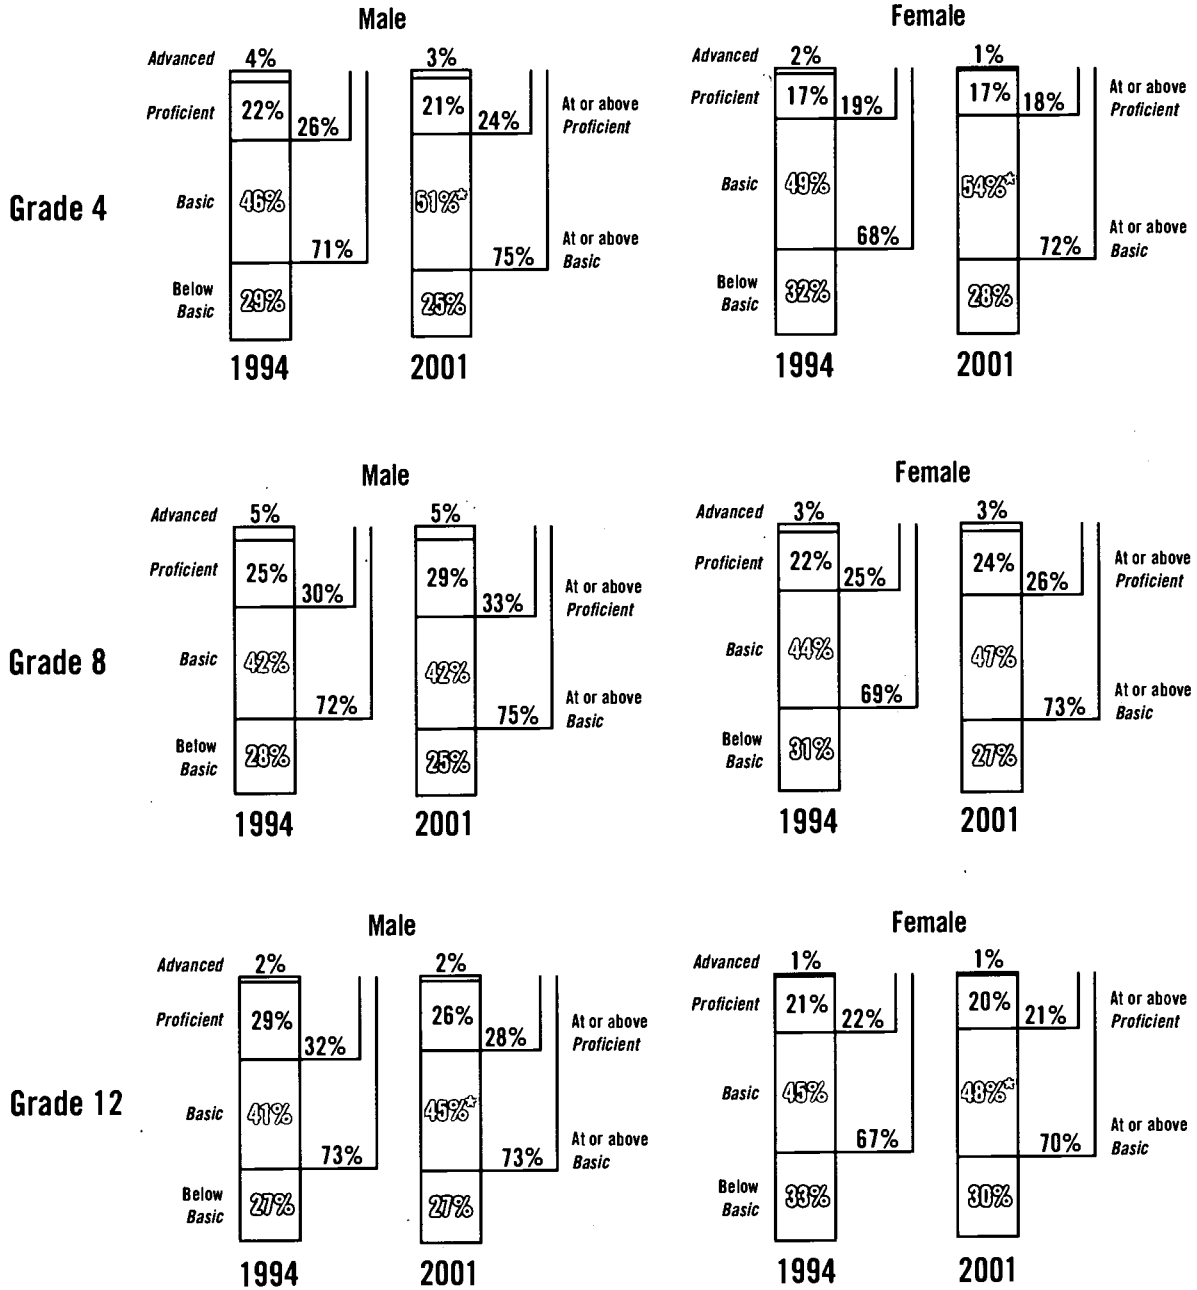 Male
Female
Advanced 4% 3% 2% 1%
Proficient 22% 26% 21% 24% At or above Proficient
Proficient 17% 19% 17% 18% At or above Proficient
Grade 4
Basic 46% 51%* Basic 49% 54%*
71% 75% At or above Basic
68% 72% At or above Basic
Below Basic 29% 25%
Below Basic 32% 28%
1994 2001 1994 2001
Male
Female
Advanced 5% 5% Advanced 3% 3%
Proficient 25% 30% 29% 33% At or above Proficient
Proficient 22% 25% 24% 26% At or above Proficient
Grade 8
Basic 42% 42% Basic 44% 47%
72% 75% At or above Basic
69% 73% At or above Basic
Below Basic 28% 25%
Below Basic 31% 27%
1994 2001 1994 2001
Male
Female
Advanced 2% 2% Advanced 1% 1%
Proficient 29% 32% 26% 28% At or above Proficient
Proficient 21% 22% 20% 21% At or above Proficient
Grade 12
Basic 41% 45%* Basic 45% 48%*
73% 73% At or above Basic
67% 70% At or above Basic
Below Basic 27% 27%
Below Basic 33% 30%
1994 2001 1994 2001